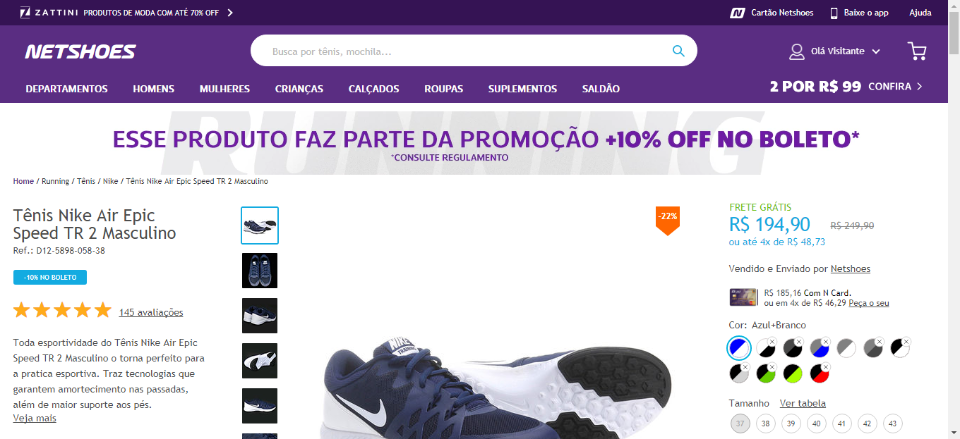 ZATTINI PRODUTOS DE MODA COM ATÉ 70% OFF
Cartão Netshoes
Baixe o app
Ajuda
NETSHOES
Busca por tênis, mochila...
Olá Visitante
DEPARTAMENTOS
HOMENS
MULHERES
CRIANÇAS
CALÇADOS
ROUPAS
SUPLEMENTOS
SALDÃO
2 POR R$ 99 CONFIRA
RUNNING
ESSE PRODUTO FAZ PARTE DA PROMOÇÃO +10% OFF NO BOLETO*
*CONSULTE REGULAMENTO
Home / Running / Tênis / Nike / Tênis Nike Air Epic Speed TR 2 Masculino
Tênis Nike Air Epic
Speed TR 2 Masculino
Ref.: D12-5898-058-38
-10% NO BOLETO
145 avaliações
Toda esportividade do Tênis Nike Air Epic
Speed TR 2 Masculino o torna perfeito para
a pratica esportiva. Traz tecnologias que
garantem amortecimento nas passadas,
além de maior suporte aos pés.
Veja mais
-22%
NIKE
TRAINING
FRETE GRÁTIS
R$ 194,90 R$ 249,90
ou até 4x de R$ 48,73
Vendido e Enviado por Netshoes
R$ 185,16 Com N Card.
ou em 4x de R$ 46,29 Peça o seu
Cor: Azul+Branco
Tamanho Ver tabela
37 38 39 40 41 42 43